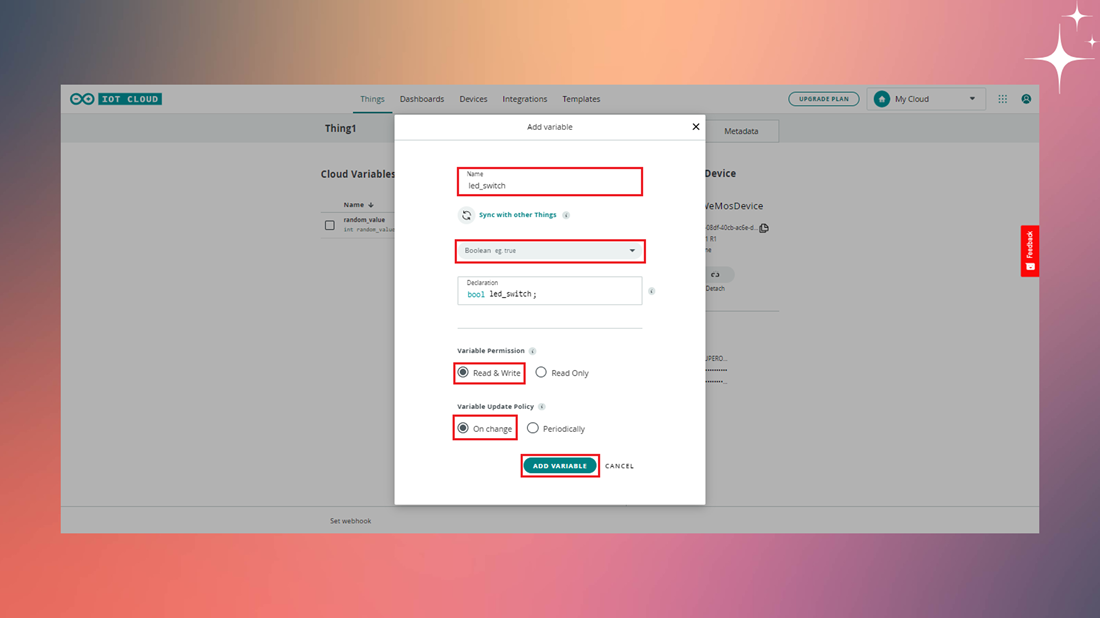 IOT CLOUD
Things Dashboards Devices Integrations Templates
UPGRADE PLAN
My Cloud
Thing1
Metadata
Add variable
Cloud Variables
Name
random_value
int random_value
Name
led_switch
Sync with other Things
Boolean eg. true
Declaration
bool led_switch;
Variable Permission
Read & Write
Read Only
Variable Update Policy
On change
Periodically
ADD VARIABLE
CANCEL
Device
WeMosDevice
-08df-40cb-ac6e-d...
1 R1
Detach
UPERO...
Feedback
Set webhook